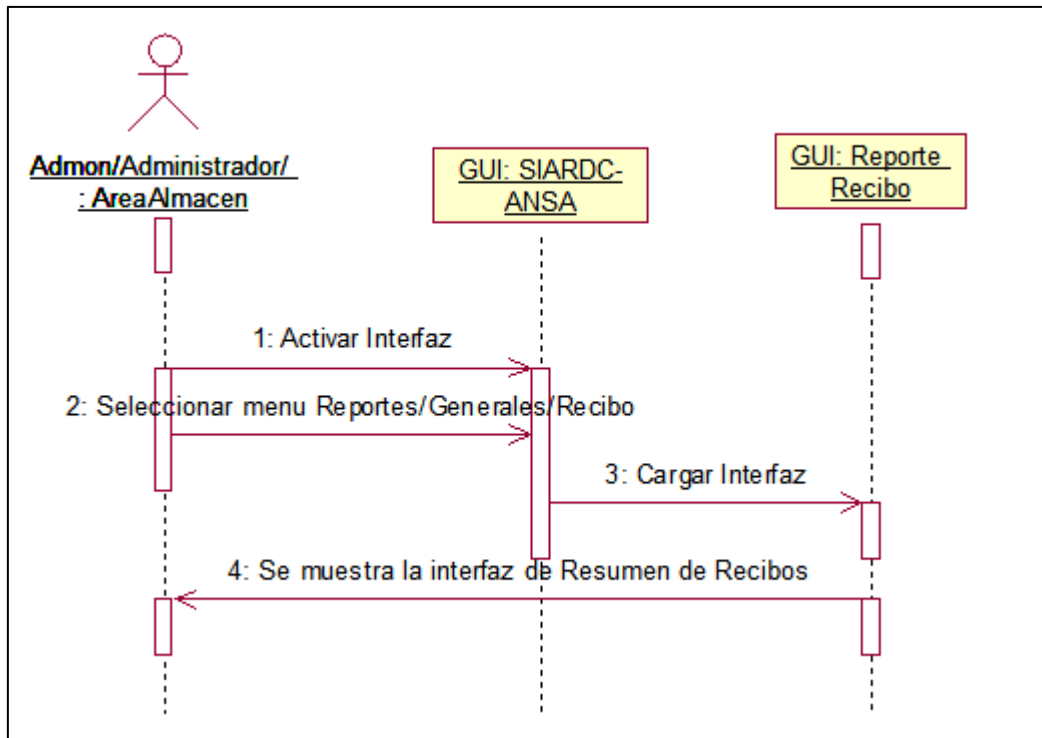 Admon/Administrador/
: AreaAlmacen
GUI: SIARDC-
ANSA
GUI: Reporte
Recibo
1: Activar Interfaz
2: Seleccionar menu Reportes/Generales/Recibo
3: Cargar Interfaz
4: Se muestra la interfaz de Resumen de Recibos